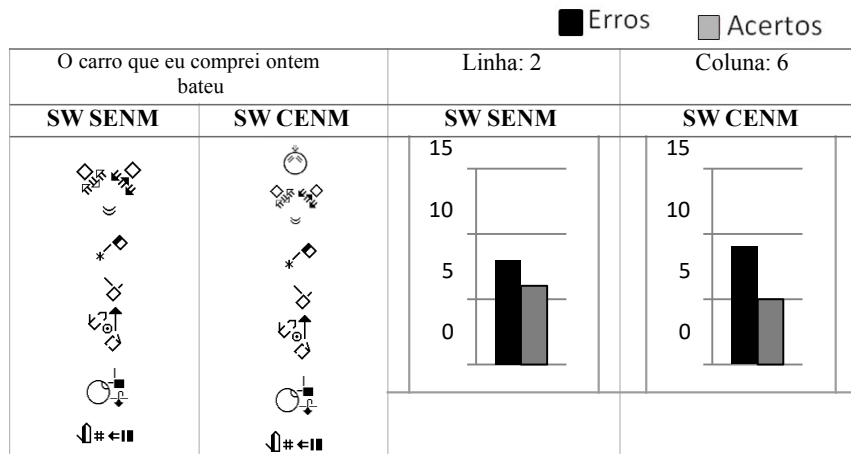 Erros Acertos
O carro que eu comprei ontem
bateu
Linha: 2
Coluna: 6
SW SENM SW CENM SW SENM SW CENM
15 15
10 10
5 5
0 0